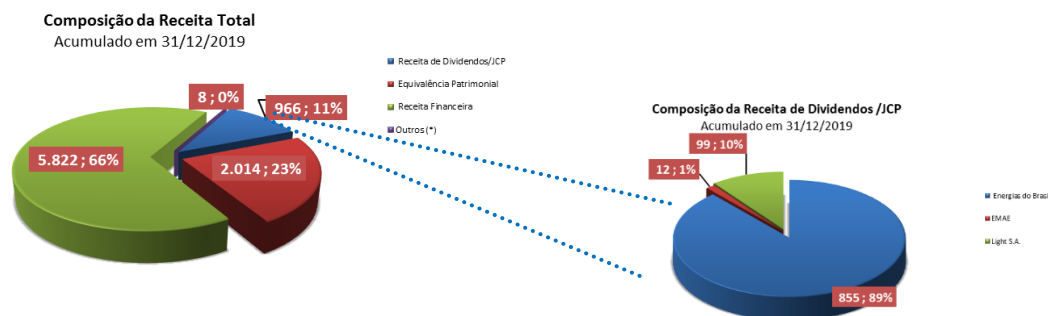 Composição da Receita Total
Acumulado em 31/12/2019
8 ; 0%
966 ; 11%
5.822 ; 66%
2.014 ; 23%
Receita de Dividendos/JCP
Equivalência Patrimonial
Receita Financeira
Outros (*)
Composição da Receita de Dividendos /JCP
Acumulado em 31/12/2019
99 ; 10%
12 ; 1%
855 ; 89%
Energias do Brasil
EMAE
Light S.A.